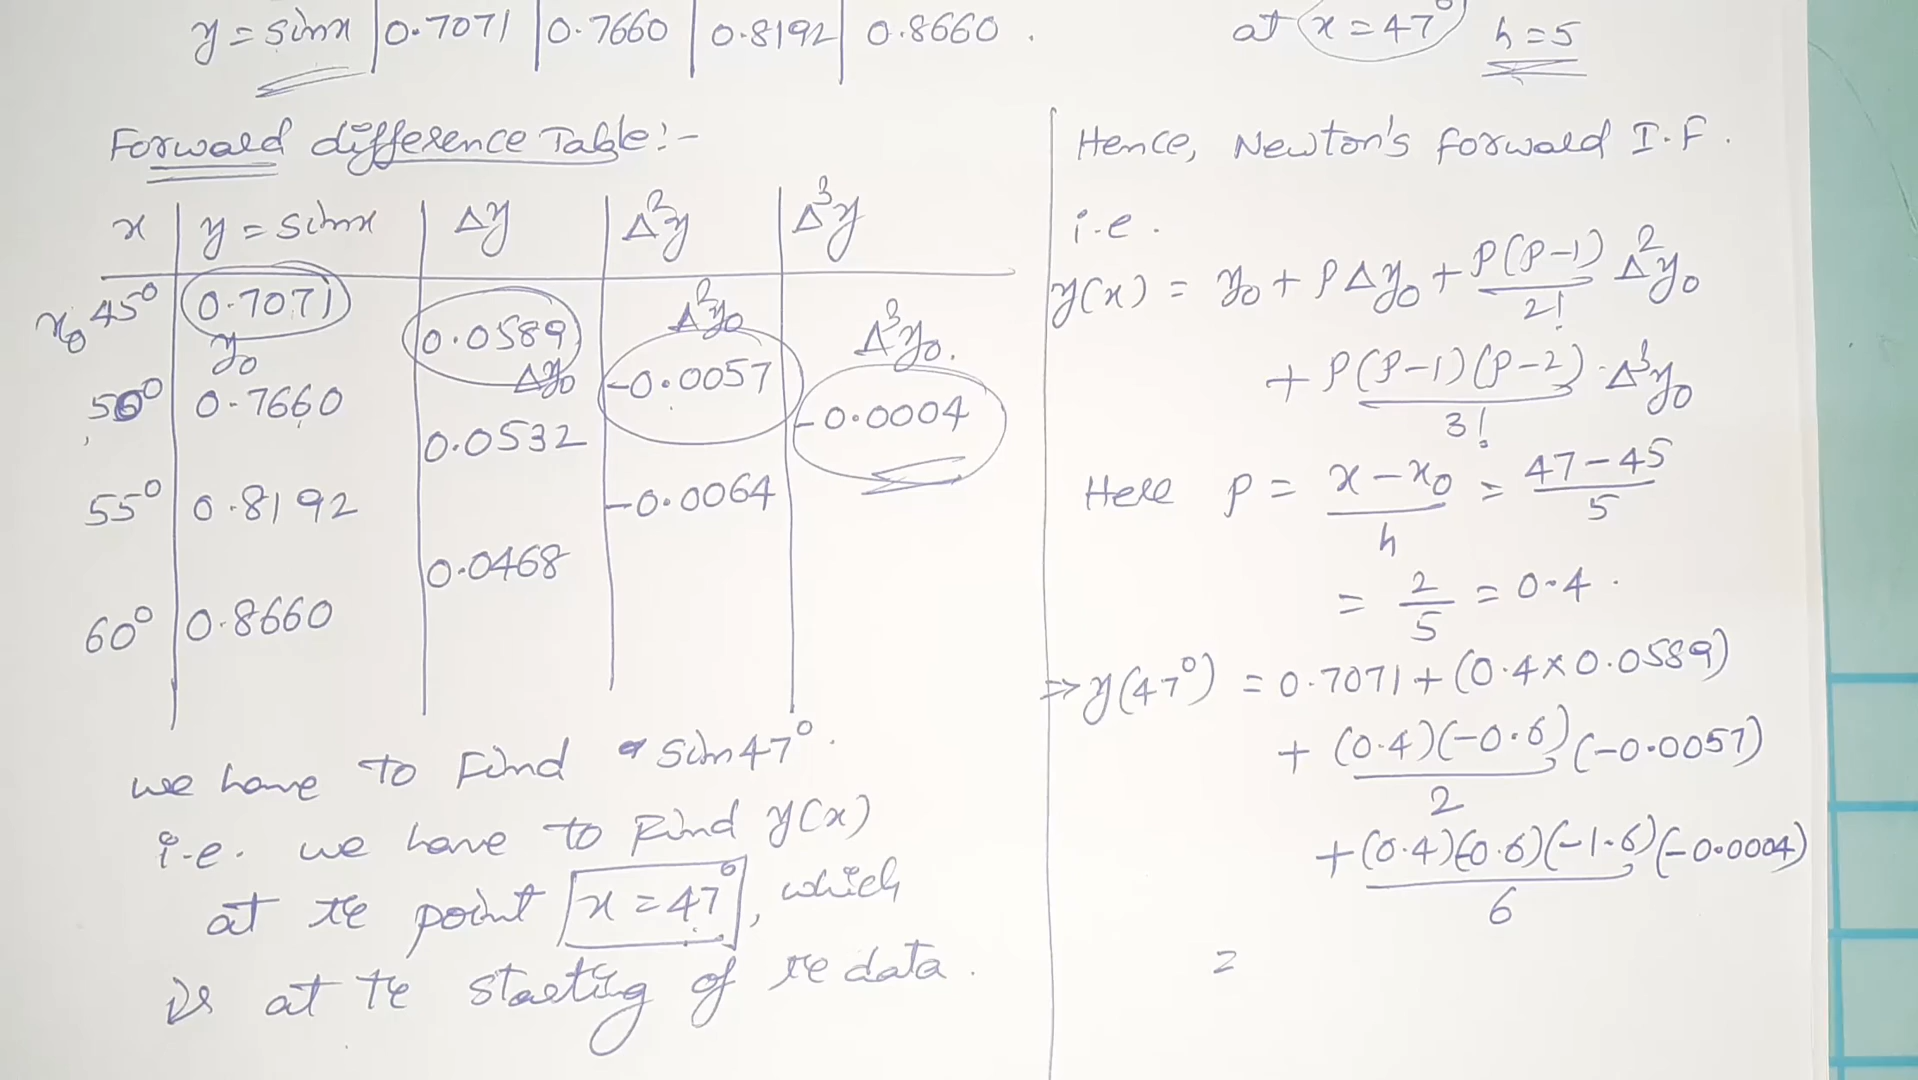 y = sinx | 0.7071 | 0.7660 | 0.8192 | 0.8660 .
at x = 47° h = 5
Forward difference Table:-
x | y = sinx | Δy | Δ²y | Δ³y
x₀ 45° 0.7071
y₀
0.0589
Δy₀
Δ²y₀
-0.0057
Δ³y₀.
-0.0004
50° 0.7660
0.0532
55° 0.8192
-0.0064
0.0468
60° 0.8660
we have to Find sin47°.
i.e. we have to Find y(x)
at the point x = 47°, which
is at the starting of the data.
Hence, Newton's forward I.F.
i.e.
y(x) = y₀ + PΔy₀ + P(P-1)/2! Δ²y₀
+ P(P-1)(P-2)/3! . Δ³y₀
Here P = x-x₀/h = 47-45/5
= 2/5 = 0.4 .
⇒ y(47°) = 0.7071 + (0.4×0.0589)
+ (0.4)(-0.6)/2 (-0.0057)
+ (0.4)(-0.6)(-1.6)/6 (-0.0004)
=